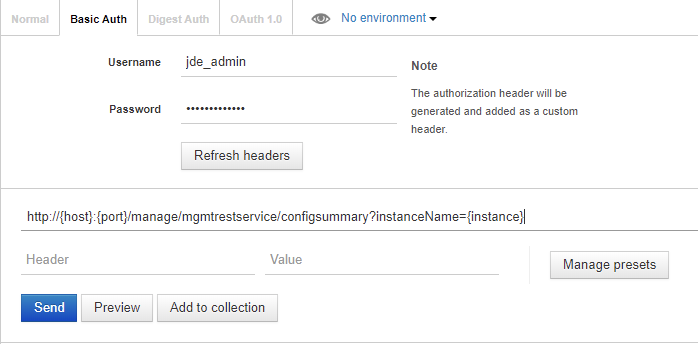 Normal Basic Auth Digest Auth OAuth 1.0 No environment
Username jde_admin Note
The authorization header will be
Password ••••••••••••• generated and added as a custom
header.
Refresh headers
http://{host}:{port}/manage/mgmtrestservice/configsummary?instanceName={instance}
Header Value Manage presets
Send Preview Add to collection